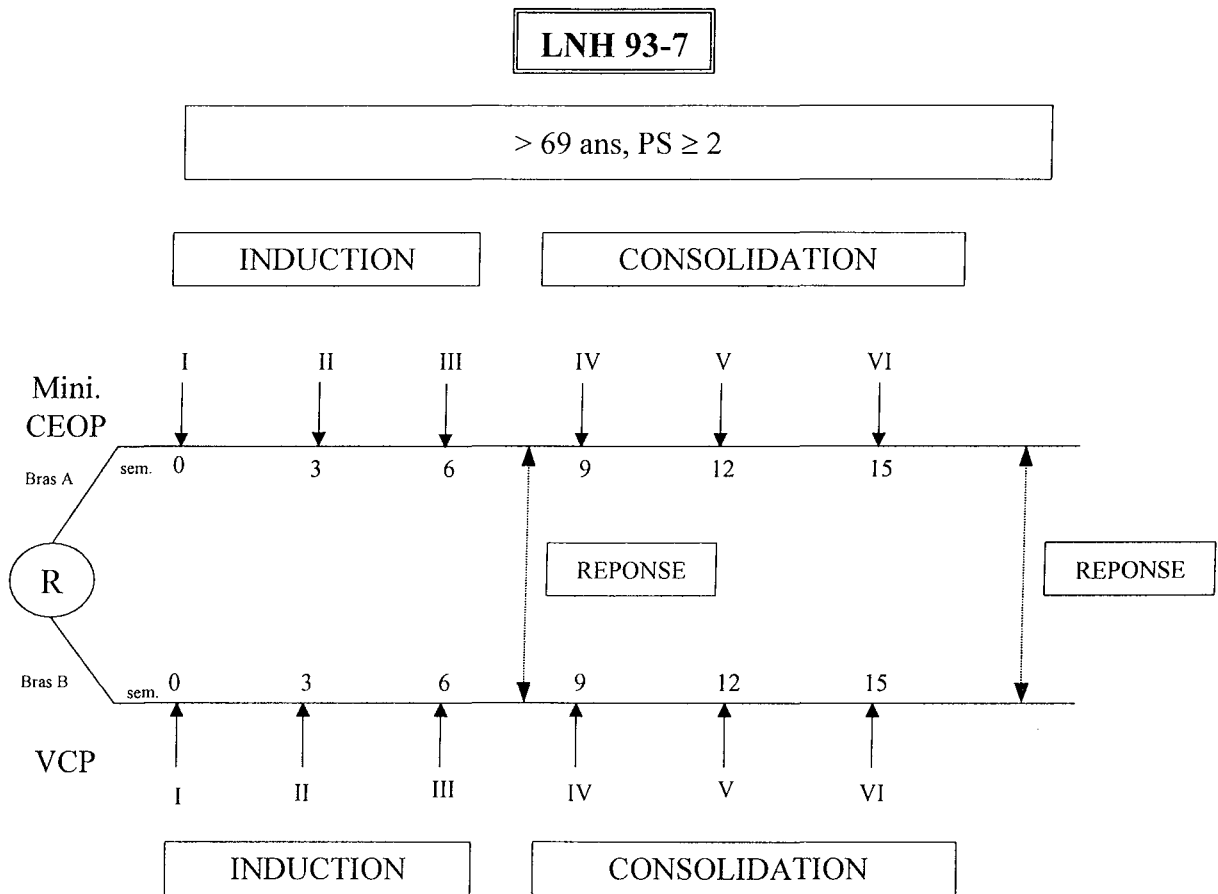 LNH 93-7
> 69 ans, PS ≥ 2
INDUCTION CONSOLIDATION
I II III IV V VI
Mini.
CEOP
Bras A sem. 0 3 6 9 12 15
R REPONSE REPONSE
Bras B sem. 0 3 6 9 12 15
VCP
I II III IV V VI
INDUCTION CONSOLIDATION